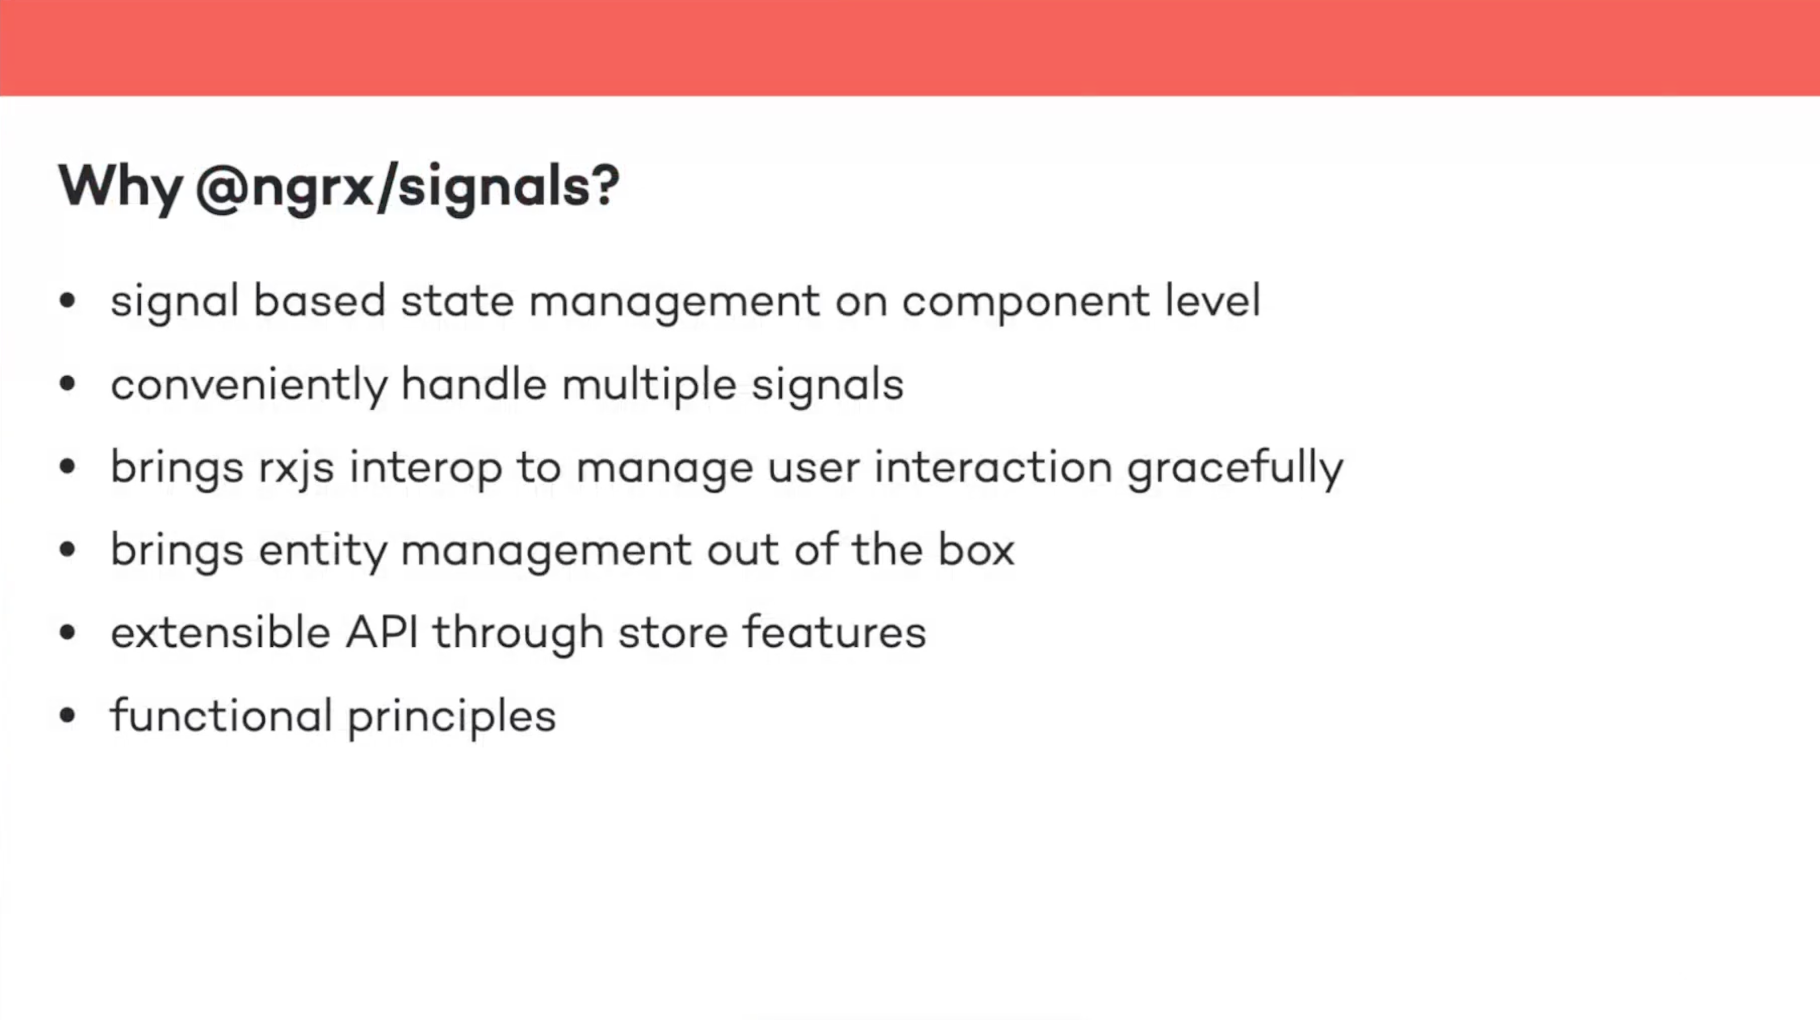 Why @ngrx/signals?
• signal based state management on component level
• conveniently handle multiple signals
• brings rxjs interop to manage user interaction gracefully
• brings entity management out of the box
• extensible API through store features
• functional principles